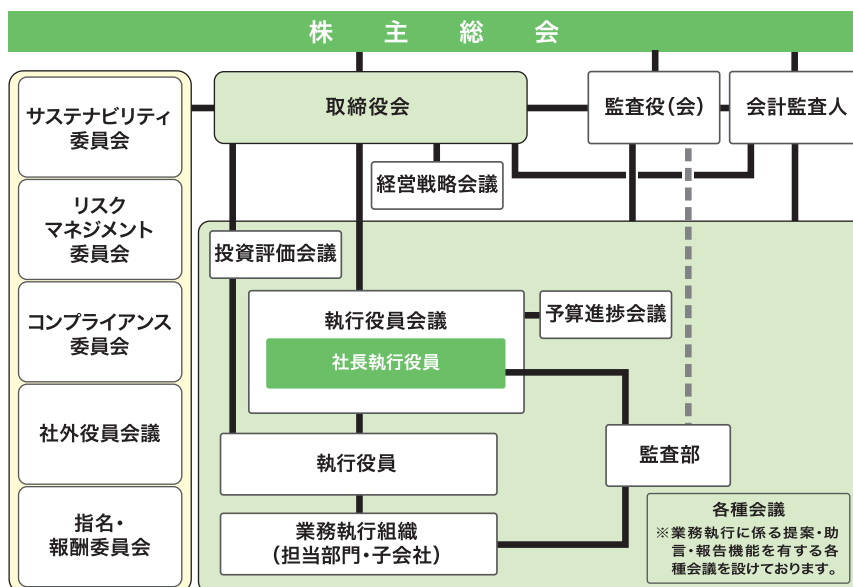 株主総会
サステナビリティ
委員会
リスク
マネジメント
委員会
コンプライアンス
委員会
社外役員会議
指名・
報酬委員会
取締役会
監査役（会）
会計監査人
経営戦略会議
投資評価会議
執行役員会議
社長執行役員
予算進捗会議
執行役員
監査部
業務執行組織
（担当部門・子会社）
各種会議
※業務執行に係る提案・助
言・報告機能を有する各
種会議を設けております。